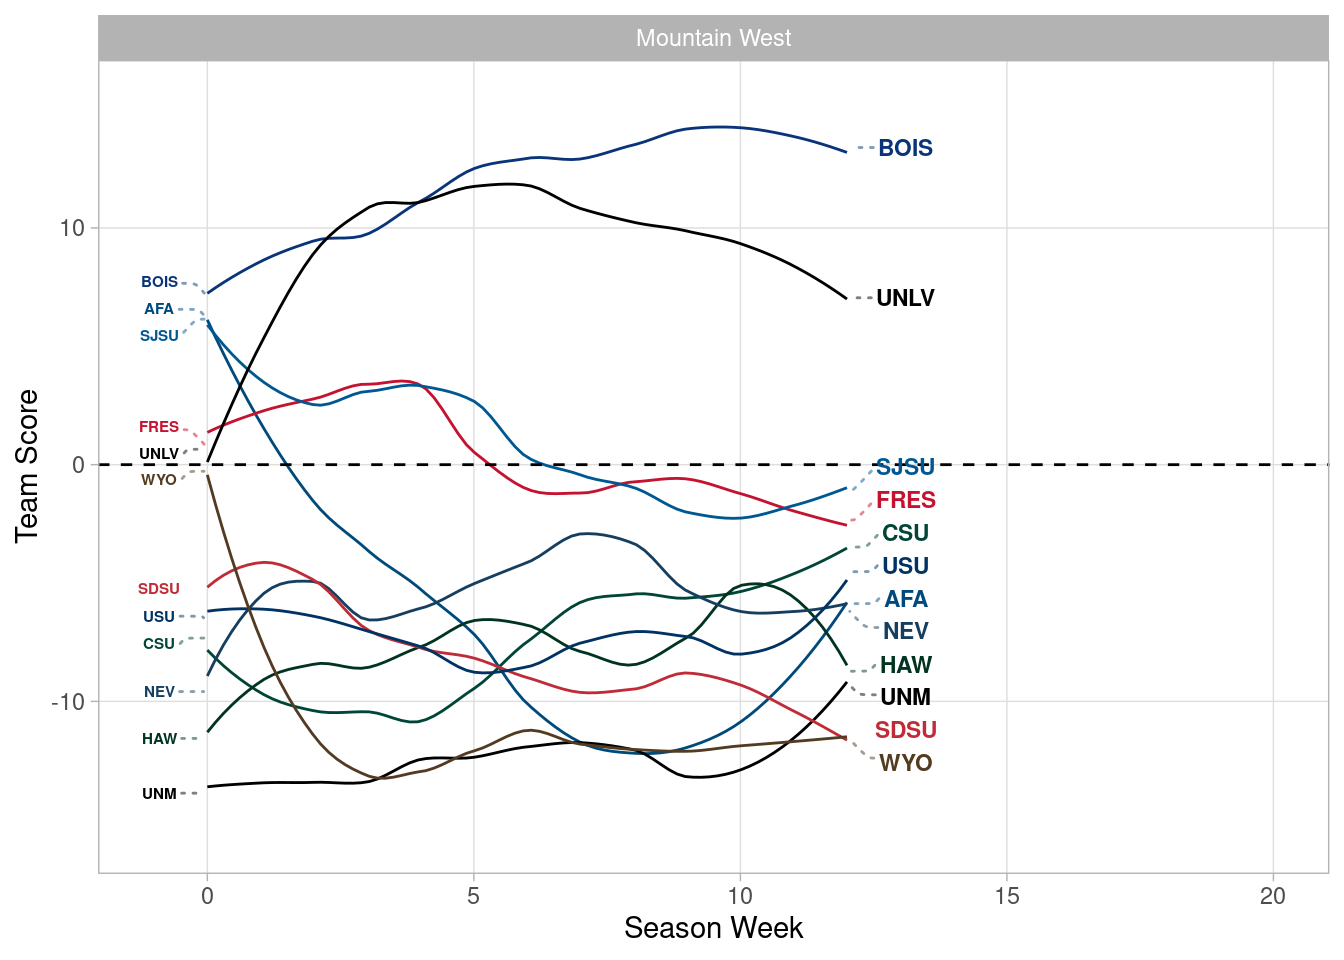 Mountain West
Team Score
10
0
-10
BOIS
AFA
SJSU
FRES
UNLV
WYO
SDSU
USU
CSU
NEV
HAW
UNM
BOIS
UNLV
SJSU
FRES
CSU
USU
AFA
NEV
HAW
UNM
SDSU
WYO
0 5 10 15 20
Season Week